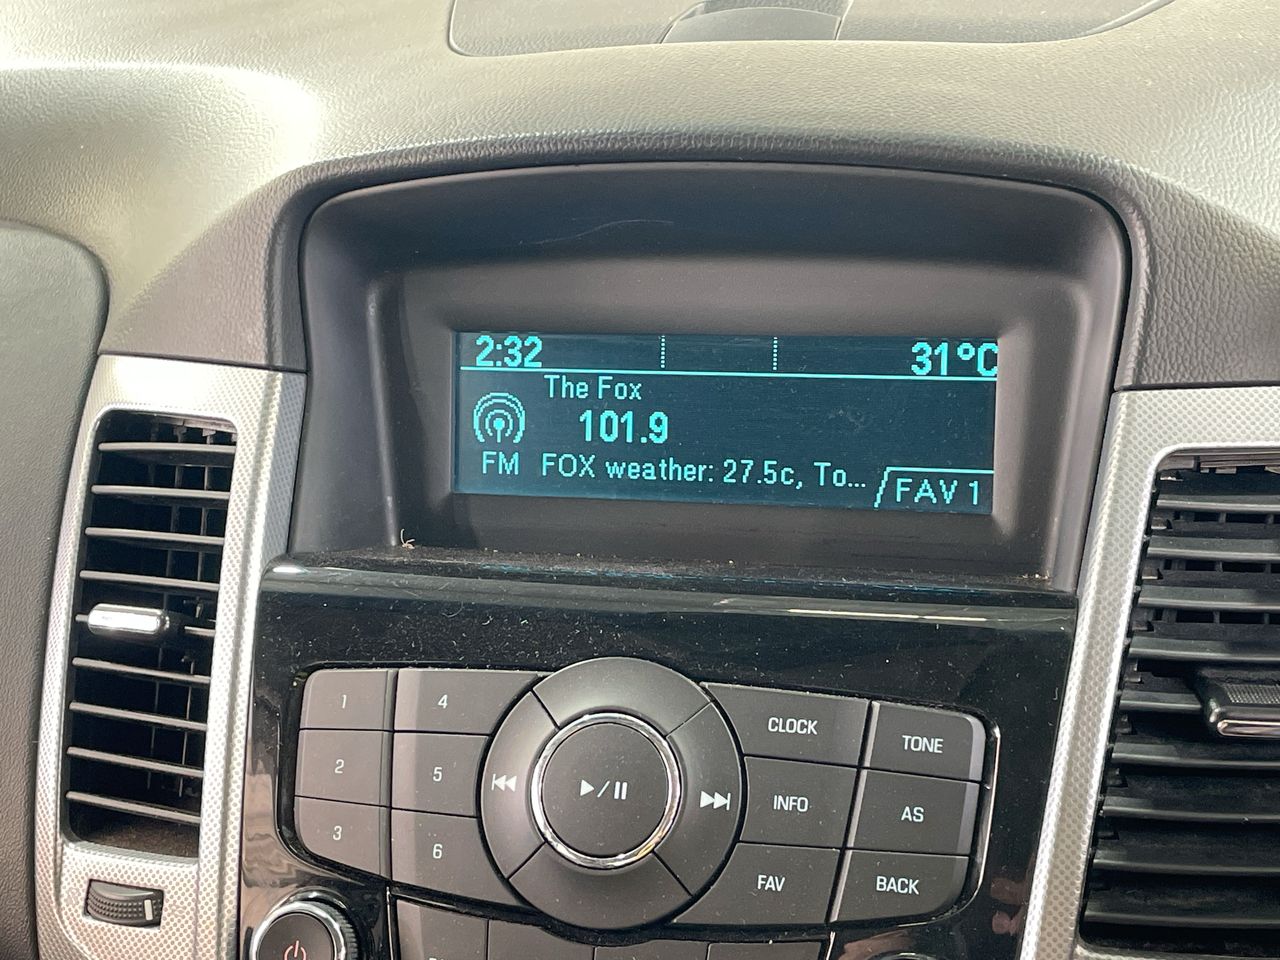 2:32 31°C
The Fox
101.9
FM FOX weather: 27.5c, To...
FAV 1
1 4 CLOCK TONE
2 5 INFO AS
3 6 FAV BACK